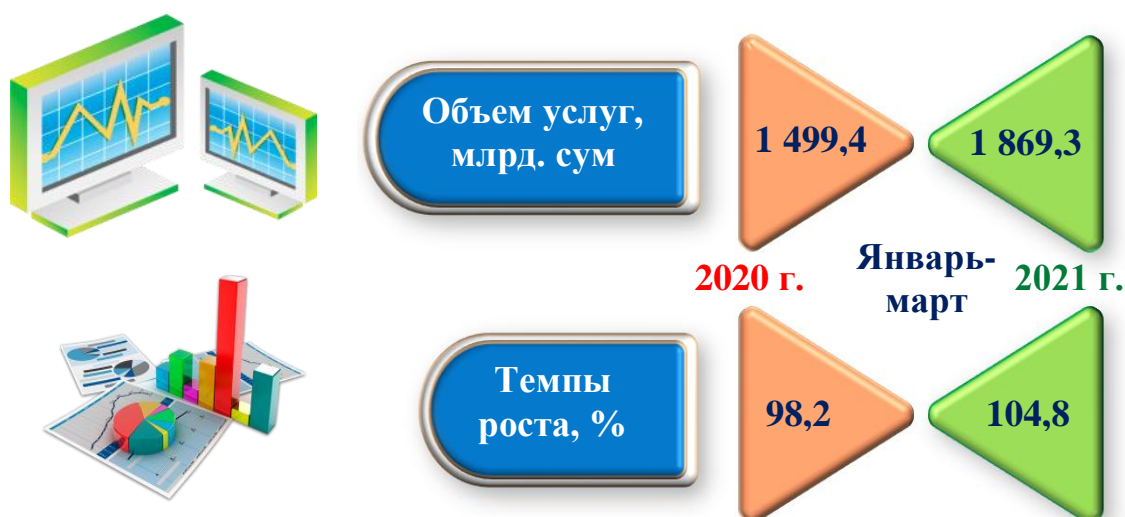 Объем услуг,
млрд. сум
1 499,4
1 869,3
2020 г.
Январь-
март
2021 г.
Темпы
роста, %
98,2
104,8